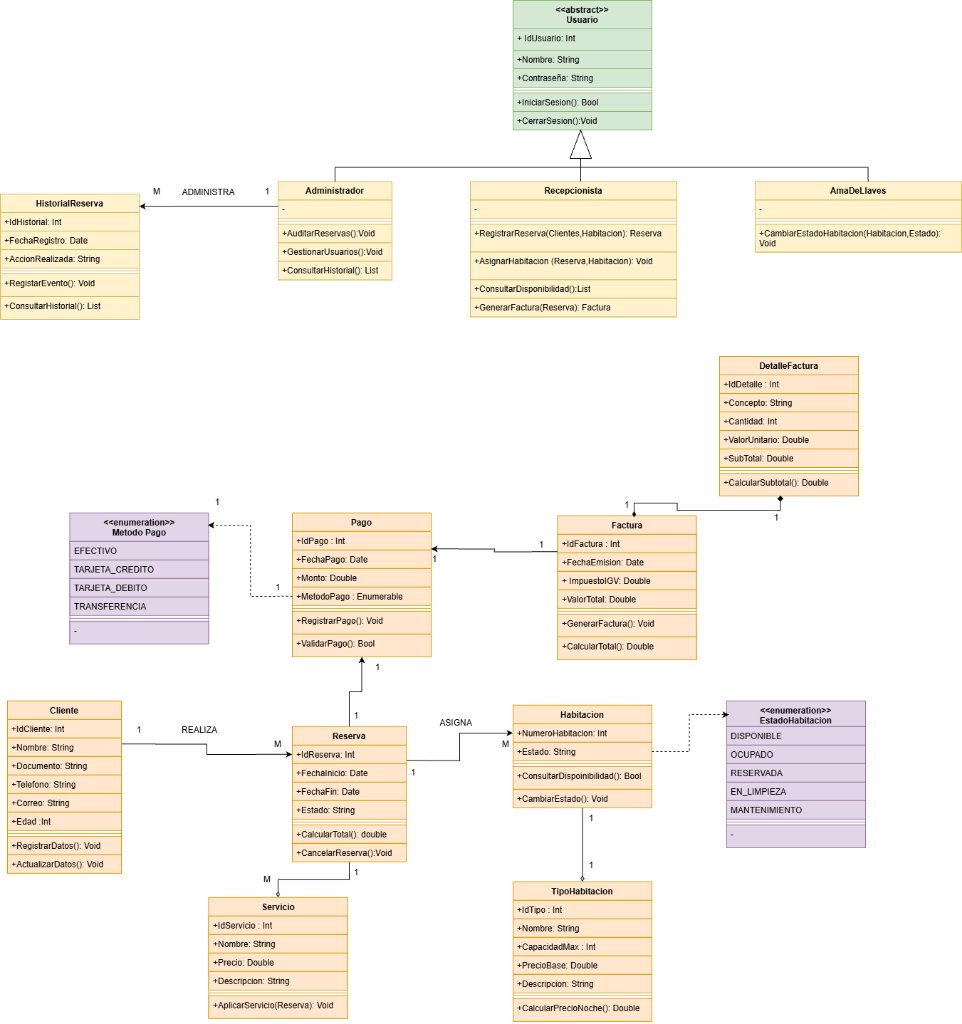 <<abstract>>
Usuario
+ IdUsuario: Int
+Nombre: String
+Contraseña: String
+IniciarSesion(): Bool
+CerrarSesion():Void
HistorialReserva
+IdHistorial: Int
+FechaRegistro: Date
+AccionRealizada: String
+RegistarEvento(): Void
+ConsultarHistorial(): List
M
ADMINISTRA
1
Administrador
-
+AuditarReservas():Void
+GestionarUsuarios():Void
+ConsultarHistorial(): List
Recepcionista
-
+RegistrarReserva(Clientes,Habitacion): Reserva
+AsignarHabitacion (Reserva,Habitacion): Void
+ConsultarDisponibilidad():List
+GenerarFactura(Reserva): Factura
AmaDeLlaves
-
+CambiarEstadoHabitacion(Habitacion,Estado):
Void
DetalleFactura
+IdDetalle : Int
+Concepto: String
+Cantidad: Int
+ValorUnitario: Double
+SubTotal: Double
+CalcularSubtotal(): Double
1
1
1
<<enumeration>>
Metodo Pago
EFECTIVO
TARJETA_CREDITO
TARJETA_DEBITO
TRANSFERENCIA
-
1
Pago
+IdPago : Int
+FechaPago: Date
+Monto: Double
+MetodoPago : Enumerable
+RegistrarPago(): Void
+ValidarPago(): Bool
1
1
Factura
+IdFactura : Int
+FechaEmision: Date
+ ImpuestoIGV: Double
+ValorTotal: Double
+GenerarFactura(): Void
+CalcularTotal(): Double
1
1
Cliente
+IdCliente: Int
+Nombre: String
+Documento: String
+Telefono: String
+Correo: String
+Edad :Int
+RegistrarDatos(): Void
+ActualizarDatos(): Void
1
REALIZA
M
Reserva
+IdReserva: Int
+FechaInicio: Date
+FechaFin: Date
+Estado: String
+CalcularTotal(): double
+CancelarReserva():Void
ASIGNA
1
M
Habitacion
+NumeroHabitacion: Int
+Estado: String
+ConsultarDispoinibilidad(): Bool
+CambiarEstado(): Void
<<enumeration>>
EstadoHabitacion
DISPONIBLE
OCUPADO
RESERVADA
EN_LIMPIEZA
MANTENIMIENTO
-
1
M
1
1
Servicio
+IdServicio : Int
+Nombre: String
+Precio: Double
+Descripcion: String
+AplicarServicio(Reserva): Void
TipoHabitacion
+IdTipo : Int
+Nombre: String
+CapacidadMax : Int
+PrecioBase: Double
+Descripcion: String
+CalcularPrecioNoche(): Double